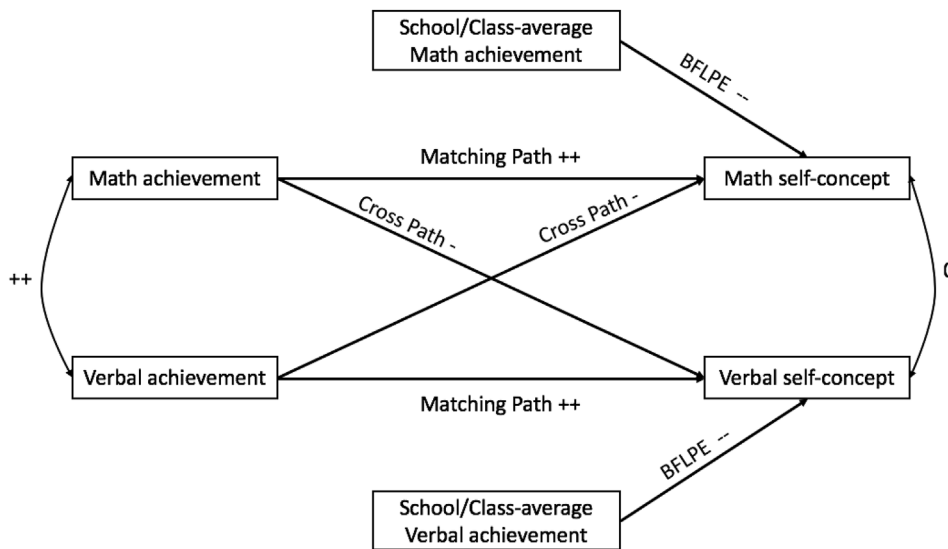 School/Class-average
Math achievement
BFLPE --
Matching Path ++
Math achievement
Math self-concept
Cross Path -
Cross Path -
++
Verbal achievement
Verbal self-concept
Matching Path ++
BFLPE --
School/Class-average
Verbal achievement